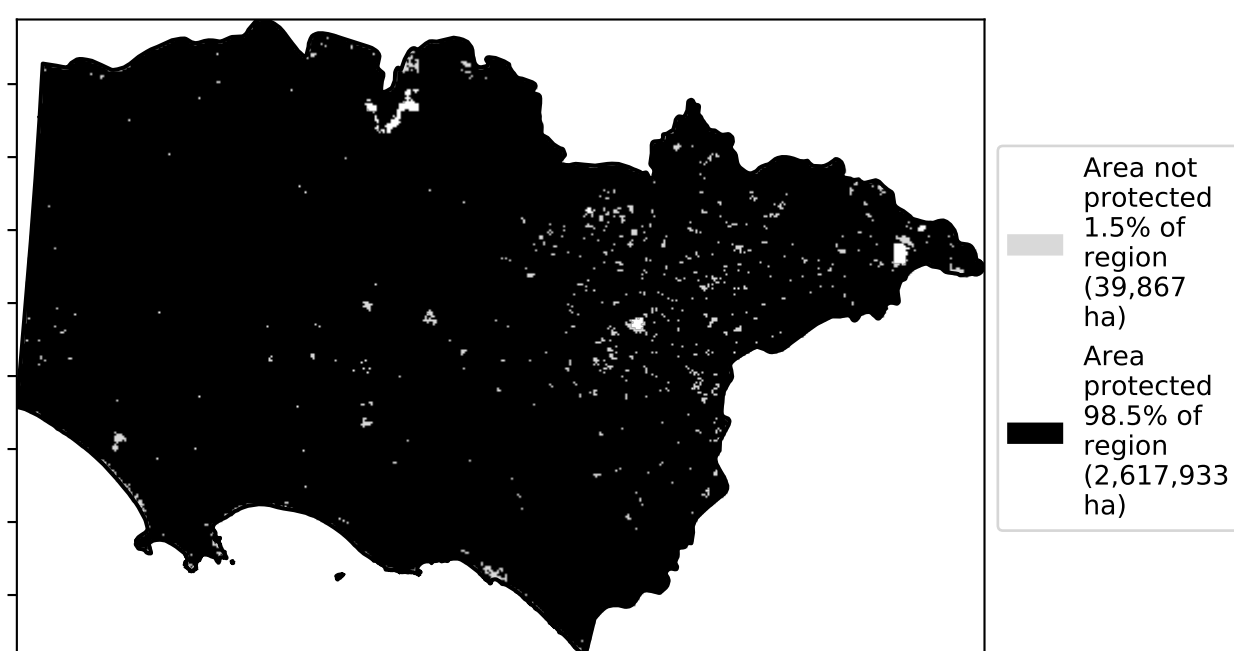 Area not
protected
1.5% of
region
(39,867
ha)
Area
protected
98.5% of
region
(2,617,933
ha)